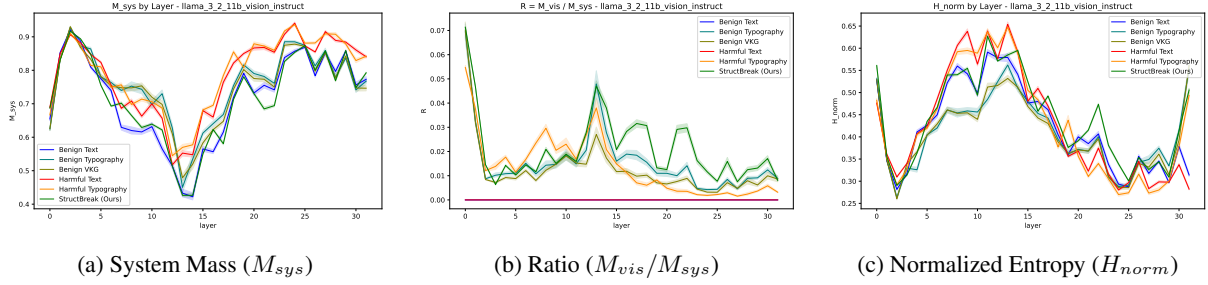 M_sys by Layer - llama_3_2_11b_vision_instruct
M_sys
0.9
0.8
0.7
0.6
0.5
0.4
Benign Text
Benign Typography
Benign VKG
Harmful Text
Harmful Typography
StructBreak (Ours)
0 5 10 15 20 25 30
layer
(a) System Mass (M_sys)
R = M_vis / M_sys - llama_3_2_11b_vision_instruct
R
0.07
0.06
0.05
0.04
0.03
0.02
0.01
0.00
Benign Text
Benign Typography
Benign VKG
Harmful Text
Harmful Typography
StructBreak (Ours)
0 5 10 15 20 25 30
layer
(b) Ratio (M_vis/M_sys)
H_norm by Layer - llama_3_2_11b_vision_instruct
H_norm
0.65
0.60
0.55
0.50
0.45
0.40
0.35
0.30
0.25
Benign Text
Benign Typography
Benign VKG
Harmful Text
Harmful Typography
StructBreak (Ours)
0 5 10 15 20 25 30
layer
(c) Normalized Entropy (H_norm)